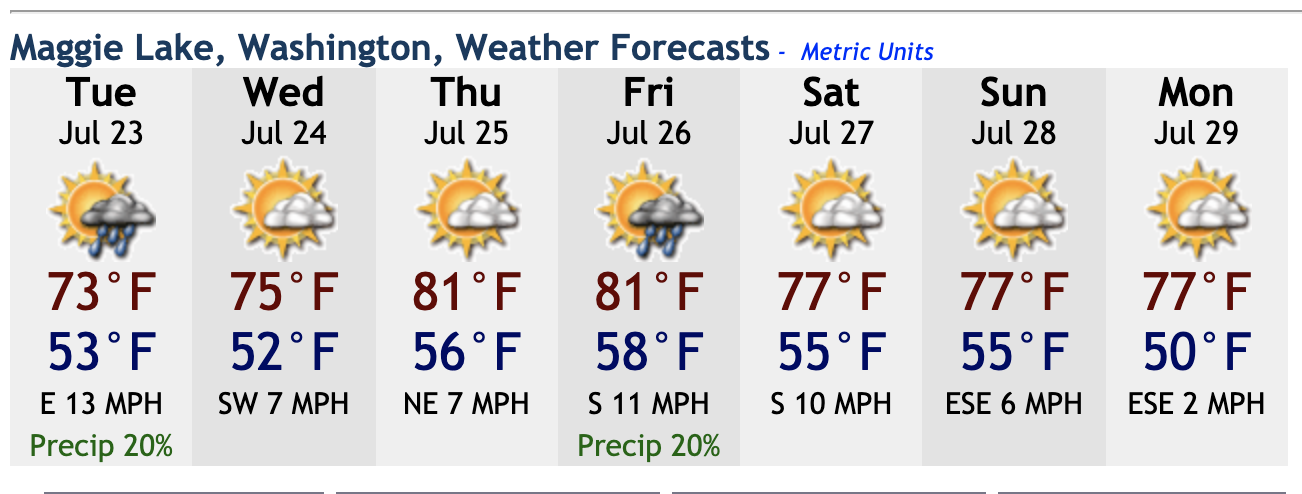 Maggie Lake, Washington, Weather Forecasts - Metric Units
Tue Wed Thu Fri Sat Sun Mon
Jul 23 Jul 24 Jul 25 Jul 26 Jul 27 Jul 28 Jul 29
73°F 75°F 81°F 81°F 77°F 77°F 77°F
53°F 52°F 56°F 58°F 55°F 55°F 50°F
E 13 MPH SW 7 MPH NE 7 MPH S 11 MPH S 10 MPH ESE 6 MPH ESE 2 MPH
Precip 20% Precip 20%